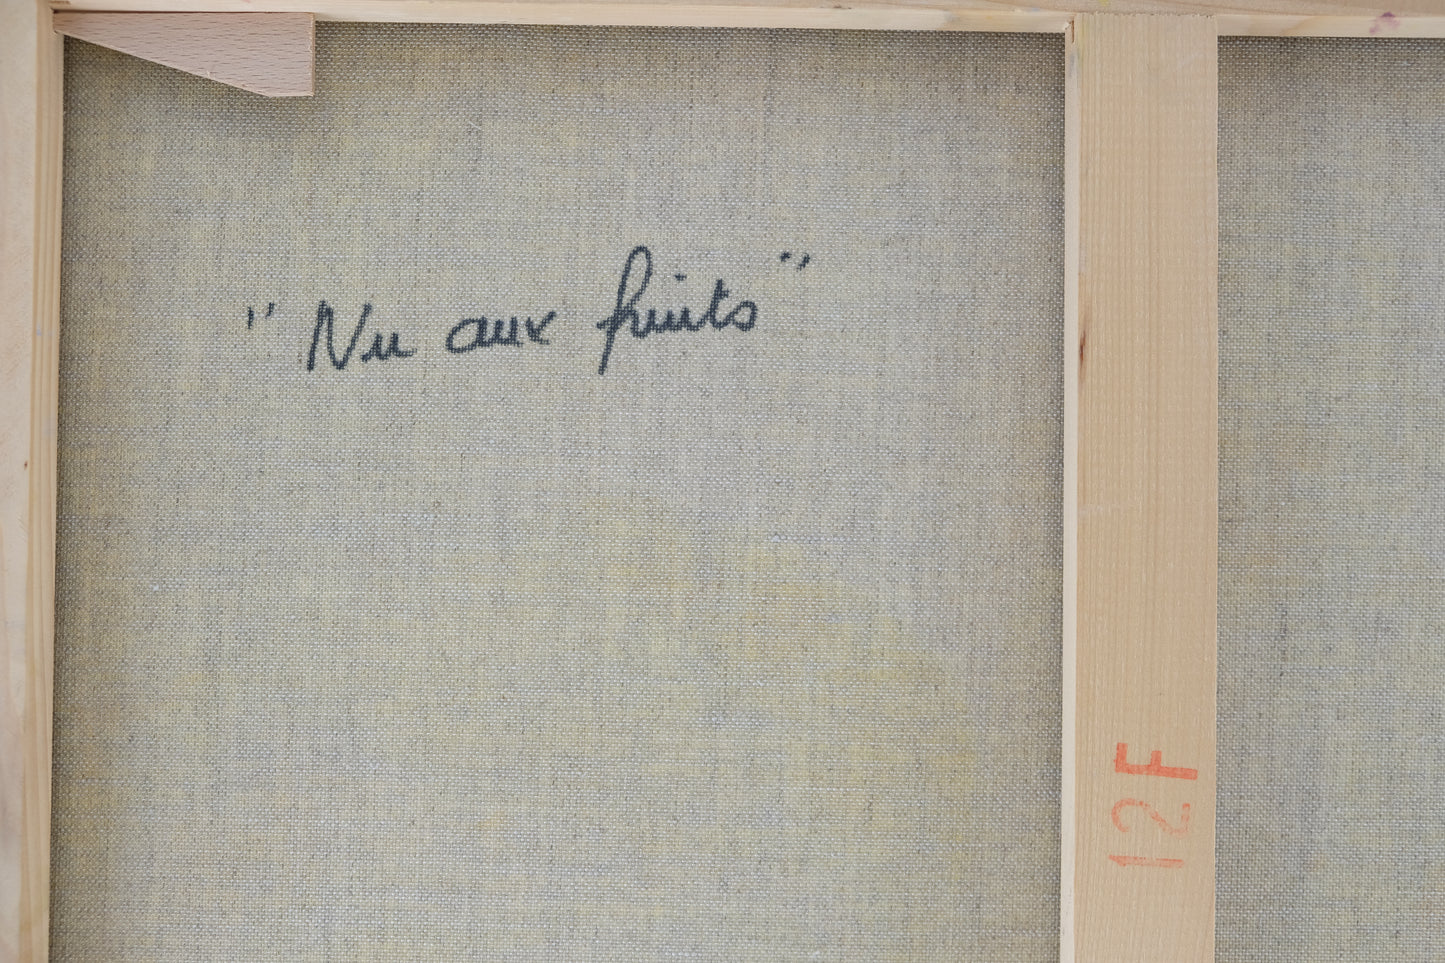 " Nu aux fruits "
12F